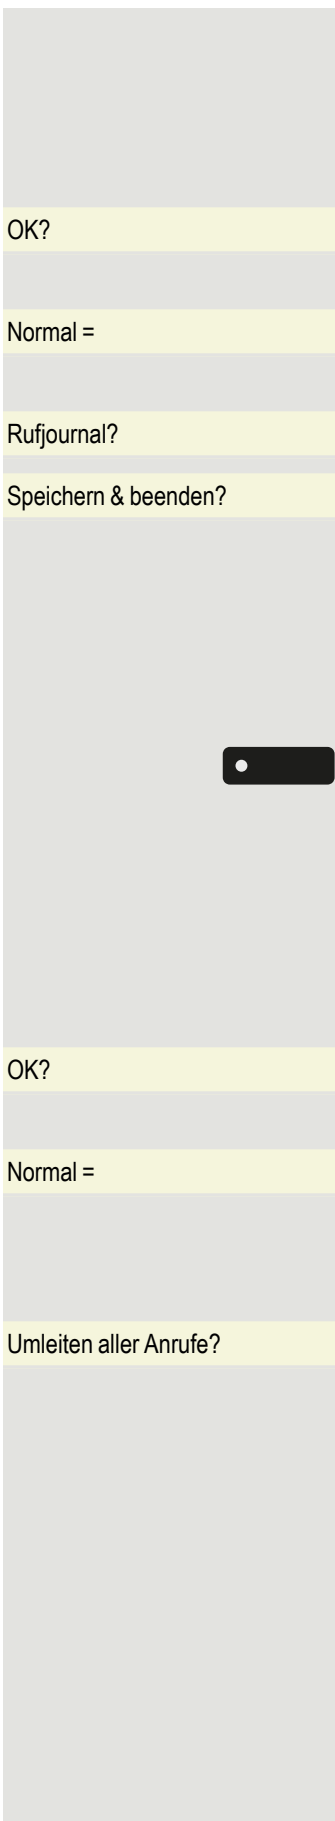 OK?
Normal =
Rufjournal?
Speichern & beenden?
OK?
Normal =
Umleiten aller Anrufe?